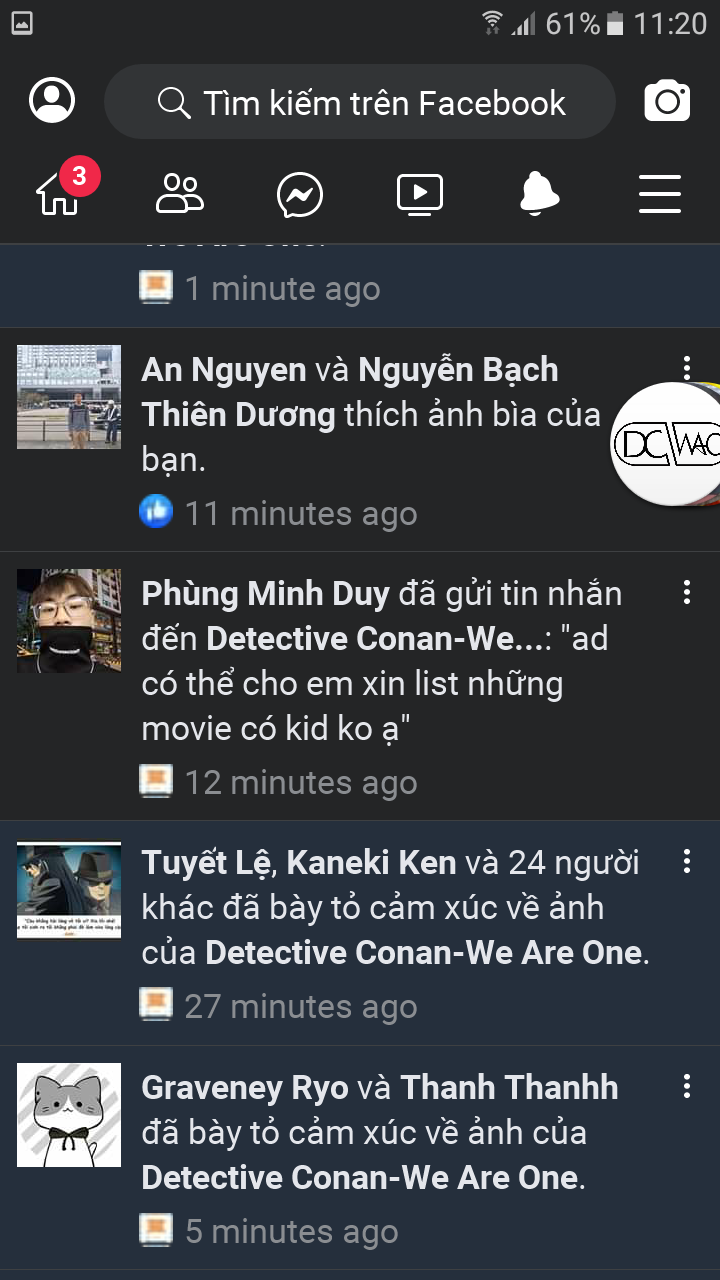 61% 11:20
Tìm kiếm trên Facebook
3
1 minute ago
An Nguyen và Nguyễn Bạch
Thiên Dương thích ảnh bìa của
bạn.
DC WAO
11 minutes ago
Phùng Minh Duy đã gửi tin nhắn
đến Detective Conan-We...: "ad
có thể cho em xin list những
movie có kid ko ạ"
12 minutes ago
Tuyết Lệ, Kaneki Ken và 24 người
khác đã bày tỏ cảm xúc về ảnh
của Detective Conan-We Are One.
27 minutes ago
Graveney Ryo và Thanh Thanhh
đã bày tỏ cảm xúc về ảnh của
Detective Conan-We Are One.
5 minutes ago